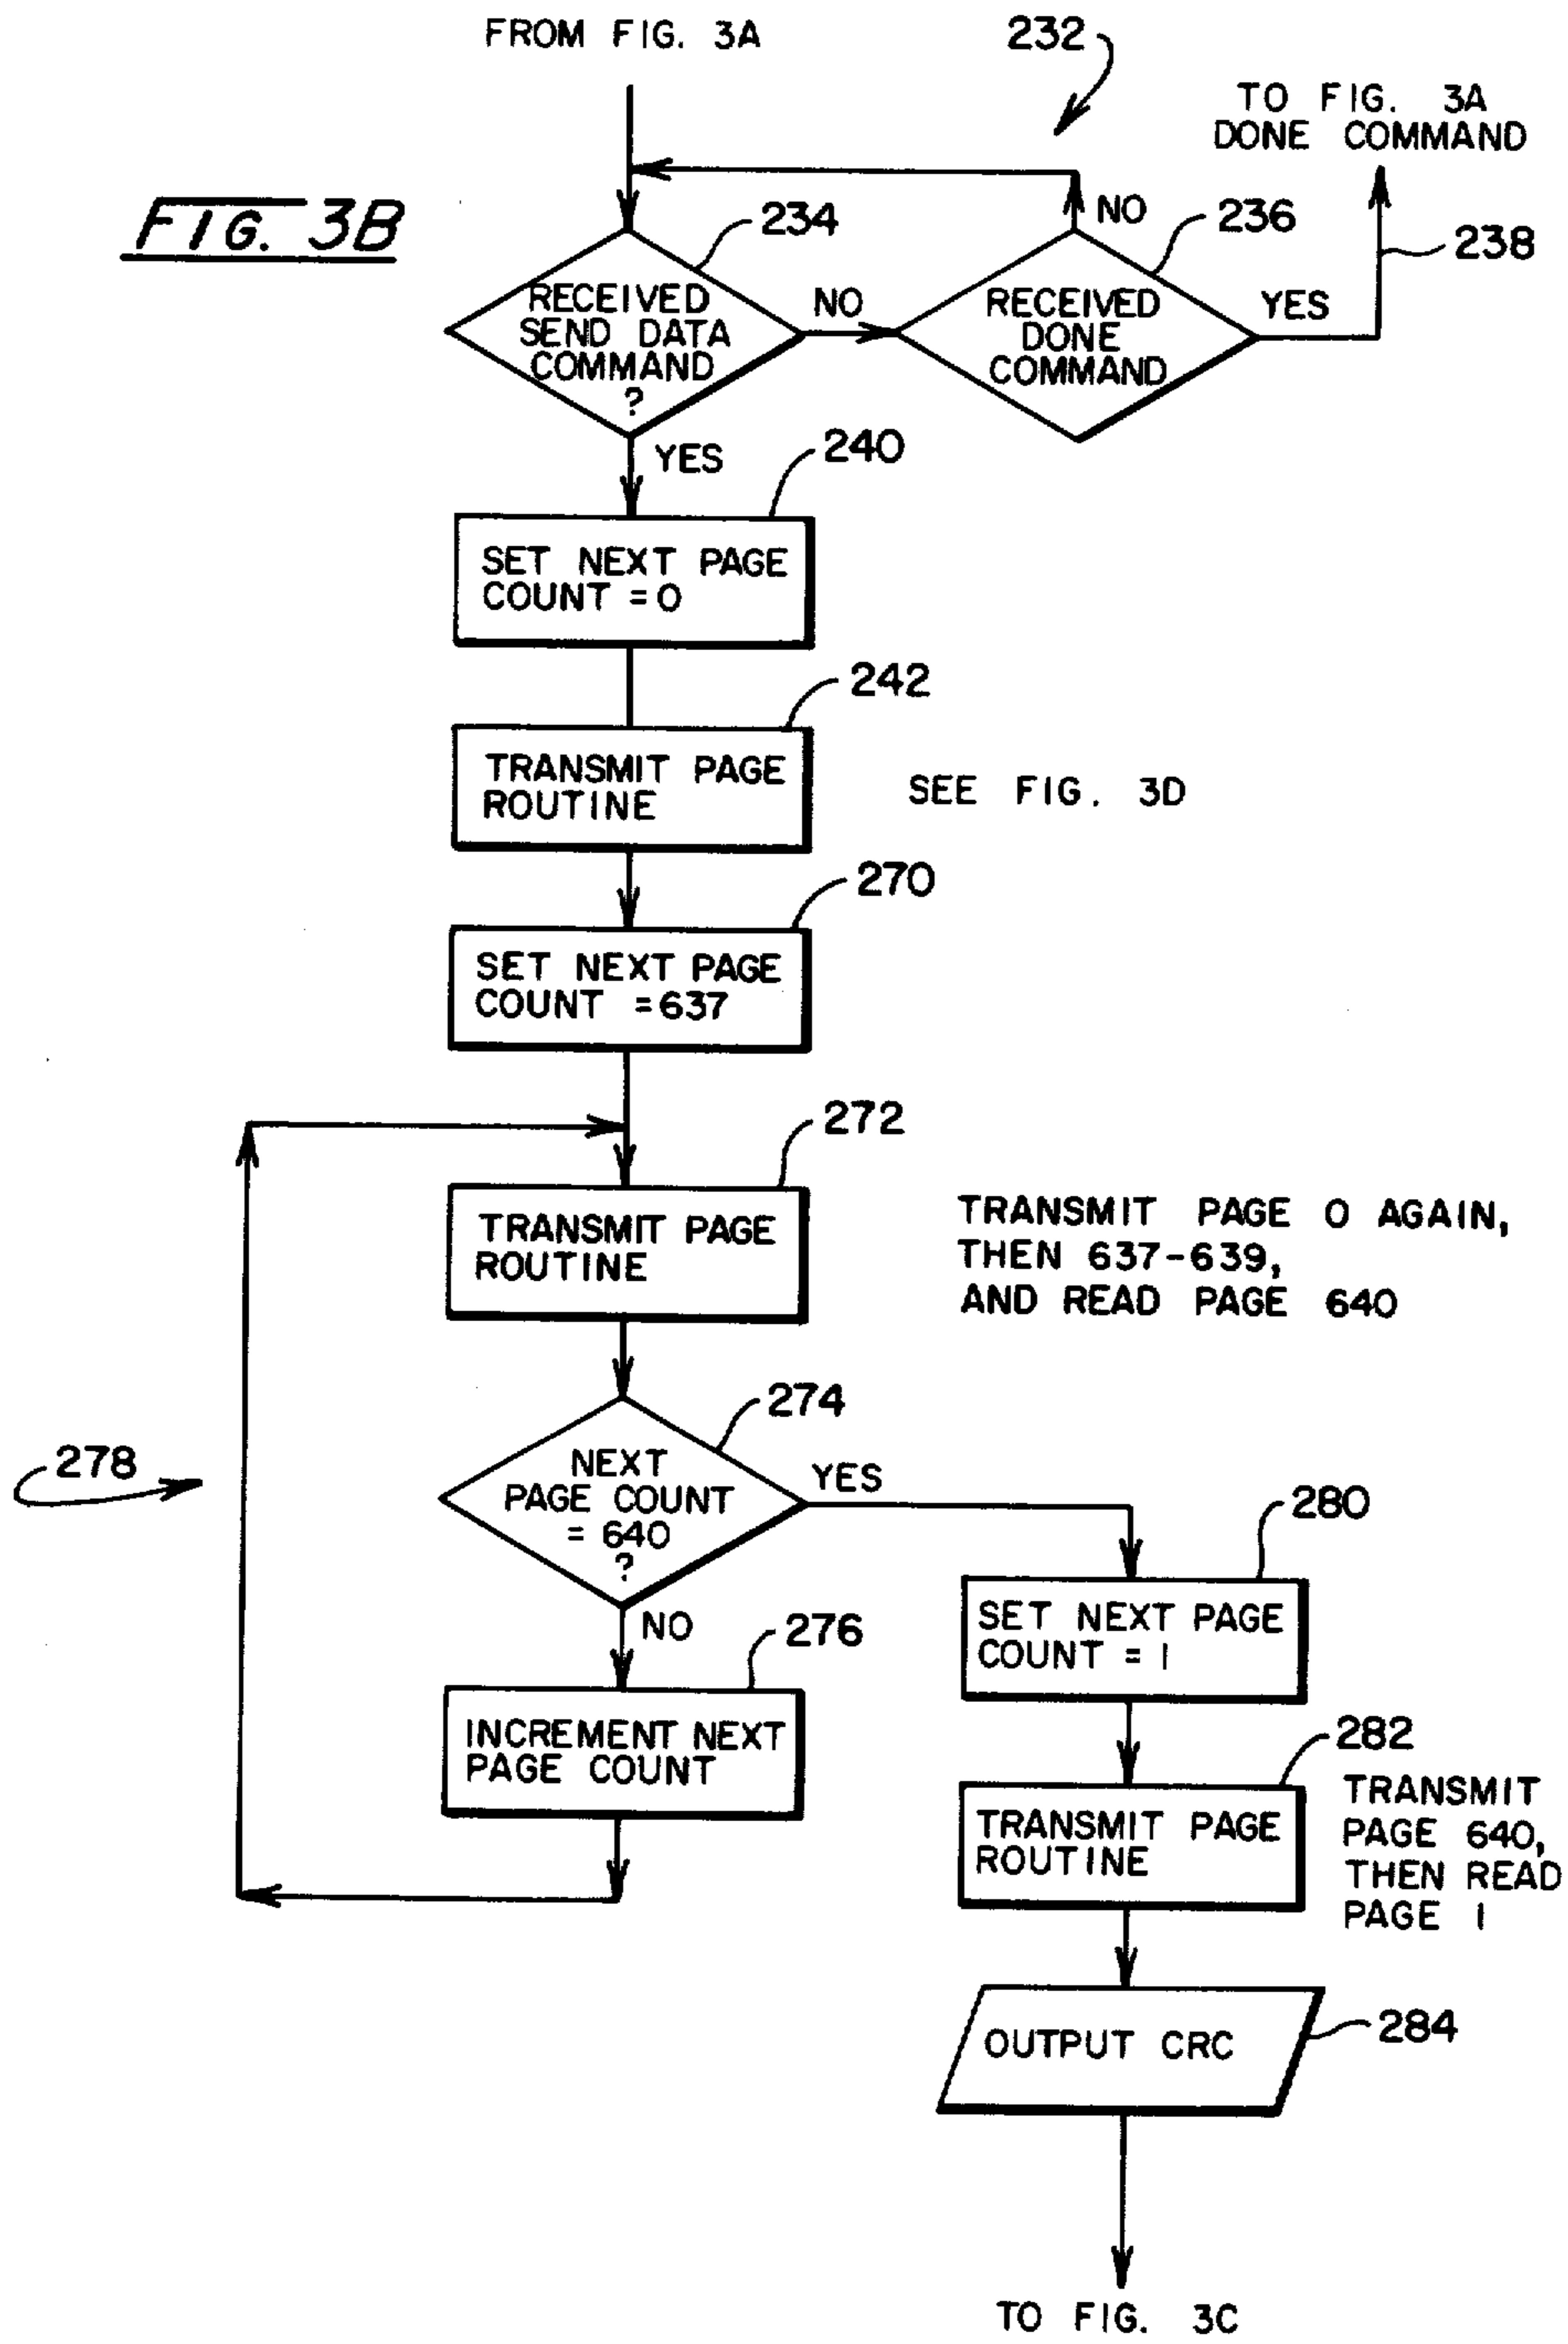 FROM FIG. 3A
232
TO FIG. 3A
DONE COMMAND
FIG. 3B
234
NO
236
238
RECEIVED
SEND DATA
COMMAND
?
NO
RECEIVED
DONE
COMMAND
YES
YES
240
SET NEXT PAGE
COUNT = 0
242
TRANSMIT PAGE
ROUTINE
SEE FIG. 3D
270
SET NEXT PAGE
COUNT = 637
272
TRANSMIT PAGE
ROUTINE
TRANSMIT PAGE 0 AGAIN,
THEN 637-639,
AND READ PAGE 640
274
278
NEXT
PAGE COUNT
= 640
?
YES
280
NO
276
SET NEXT PAGE
COUNT = 1
INCREMENT NEXT
PAGE COUNT
282
TRANSMIT PAGE
ROUTINE
TRANSMIT
PAGE 640,
THEN READ
PAGE 1
OUTPUT CRC
284
TO FIG. 3C